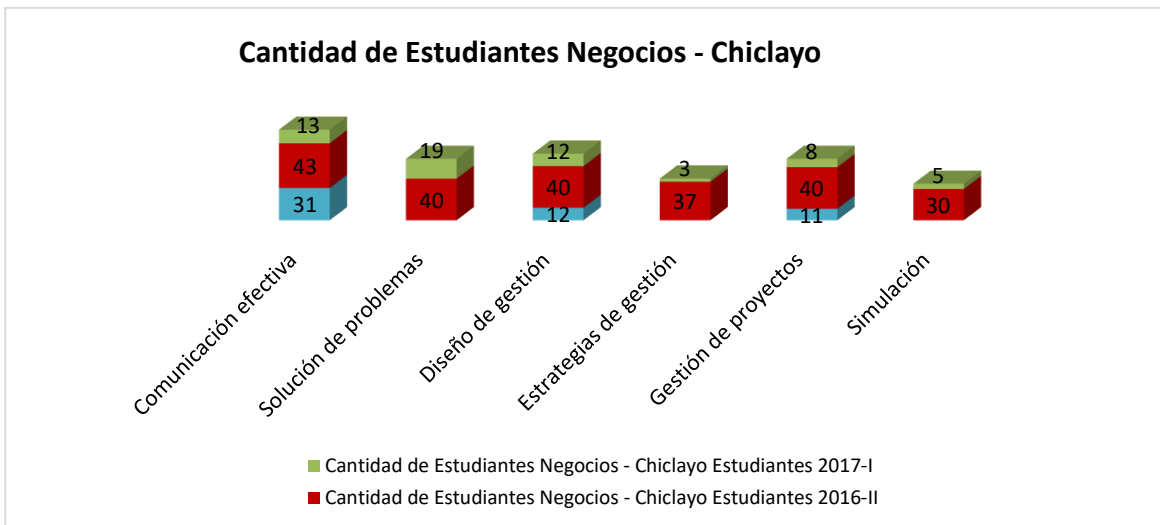 Cantidad de Estudiantes Negocios - Chiclayo
13
43
31
19
40
12
40
12
3
37
8
40
11
5
30
Comunicación efectiva
Solución de problemas
Diseño de gestión
Estrategias de gestión
Gestión de proyectos
Simulación
Cantidad de Estudiantes Negocios - Chiclayo Estudiantes 2017-I
Cantidad de Estudiantes Negocios - Chiclayo Estudiantes 2016-II